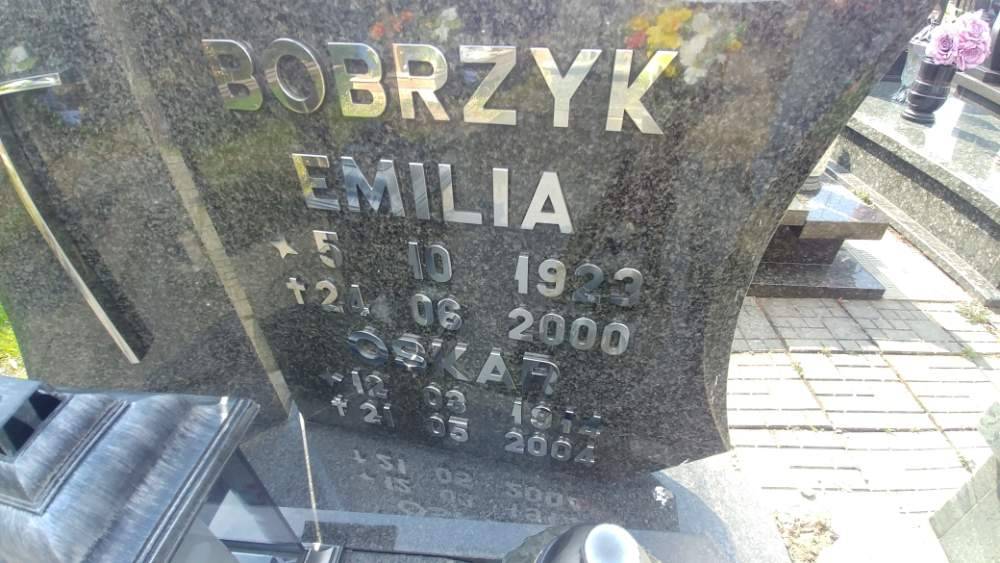 BOBRZYK
EMILIA
★ 5 10 1923
✝ 24 06 2000
OSKAR
★ 12 03 1914
✝ 21 05 2004